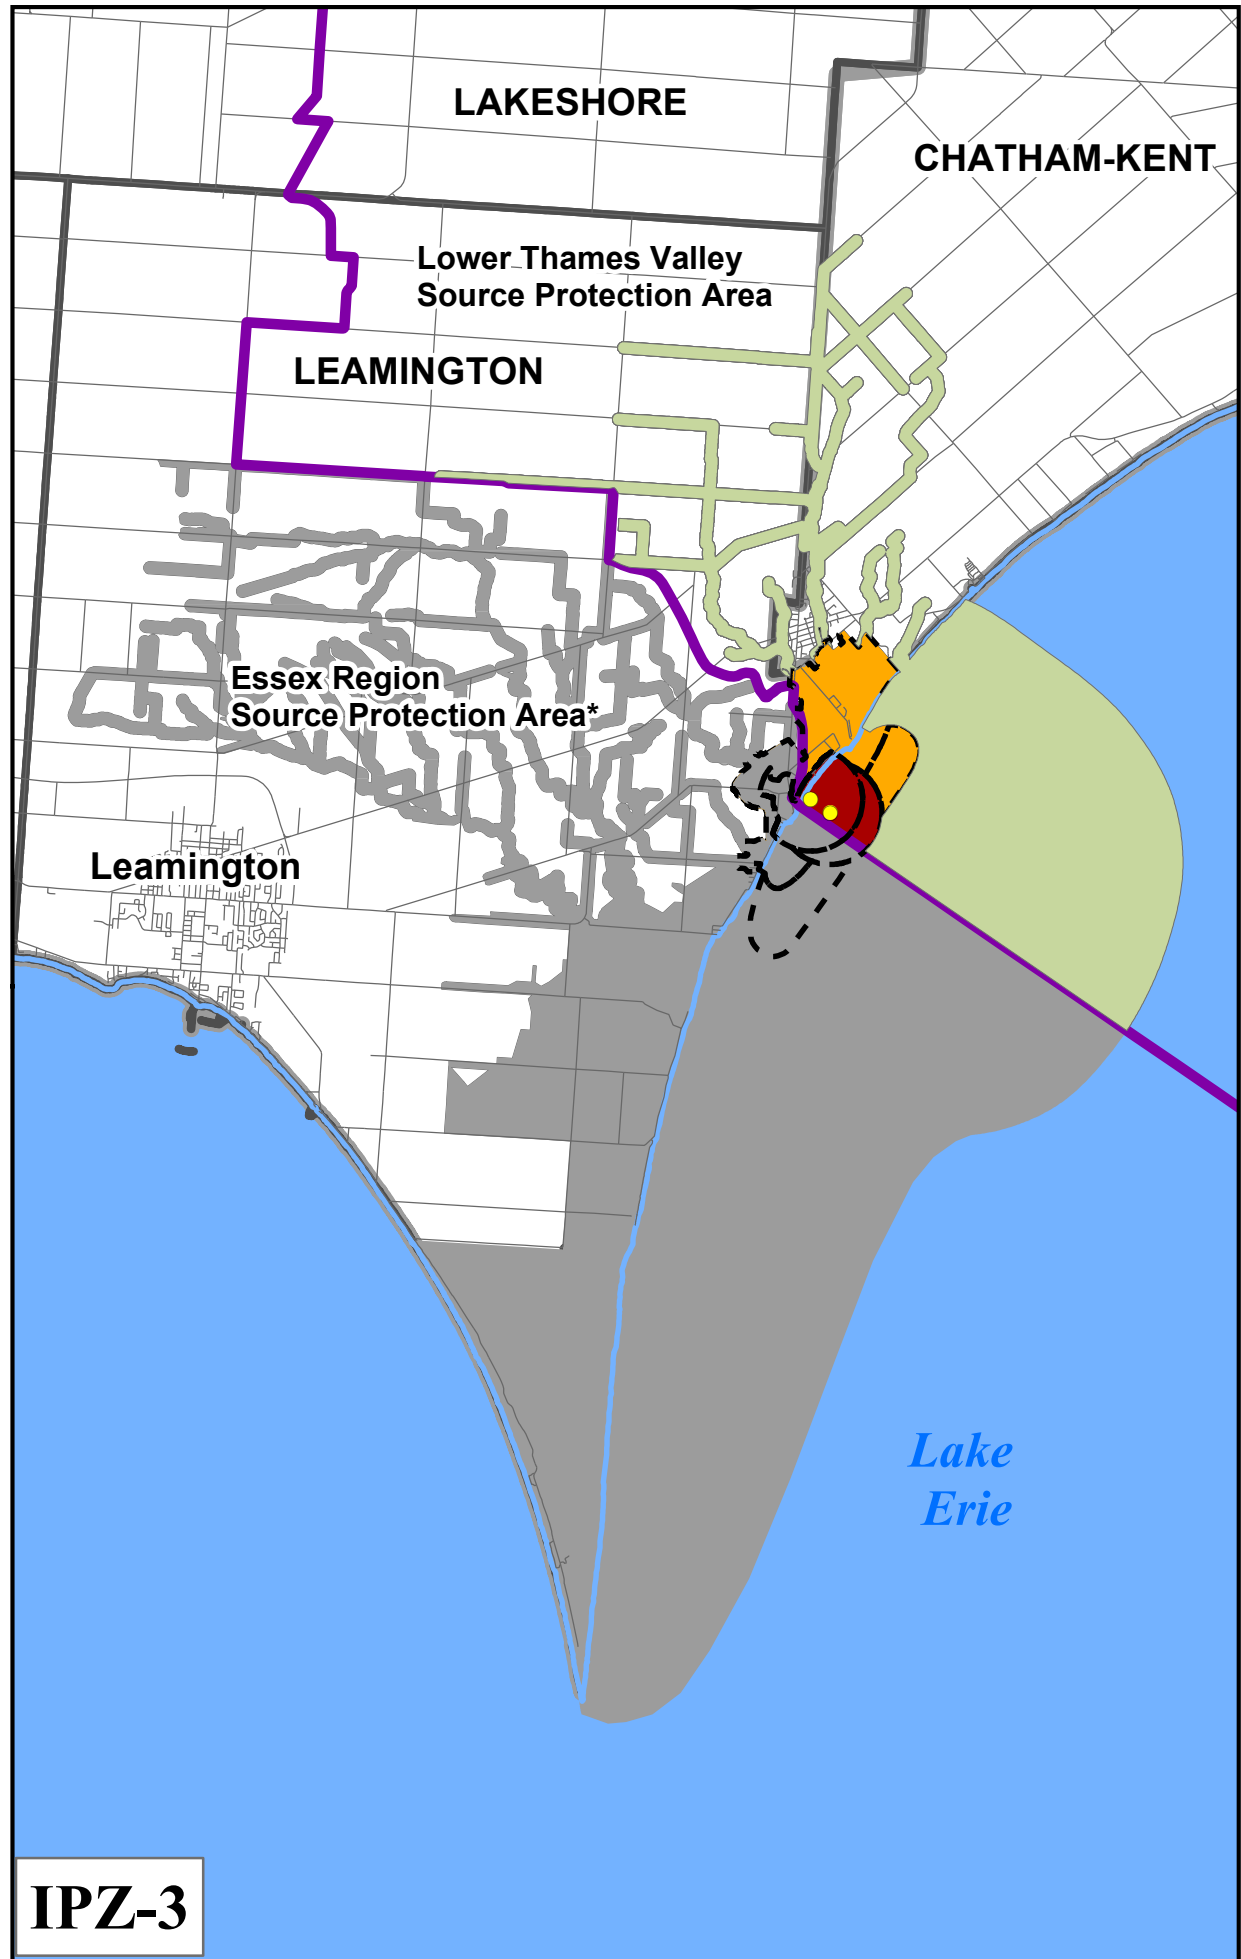 LAKESHORE
CHATHAM-KENT
Lower Thames Valley
Source Protection Area
LEAMINGTON
Essex Region
Source Protection Area*
Leamington
Lake
Erie
IPZ-3